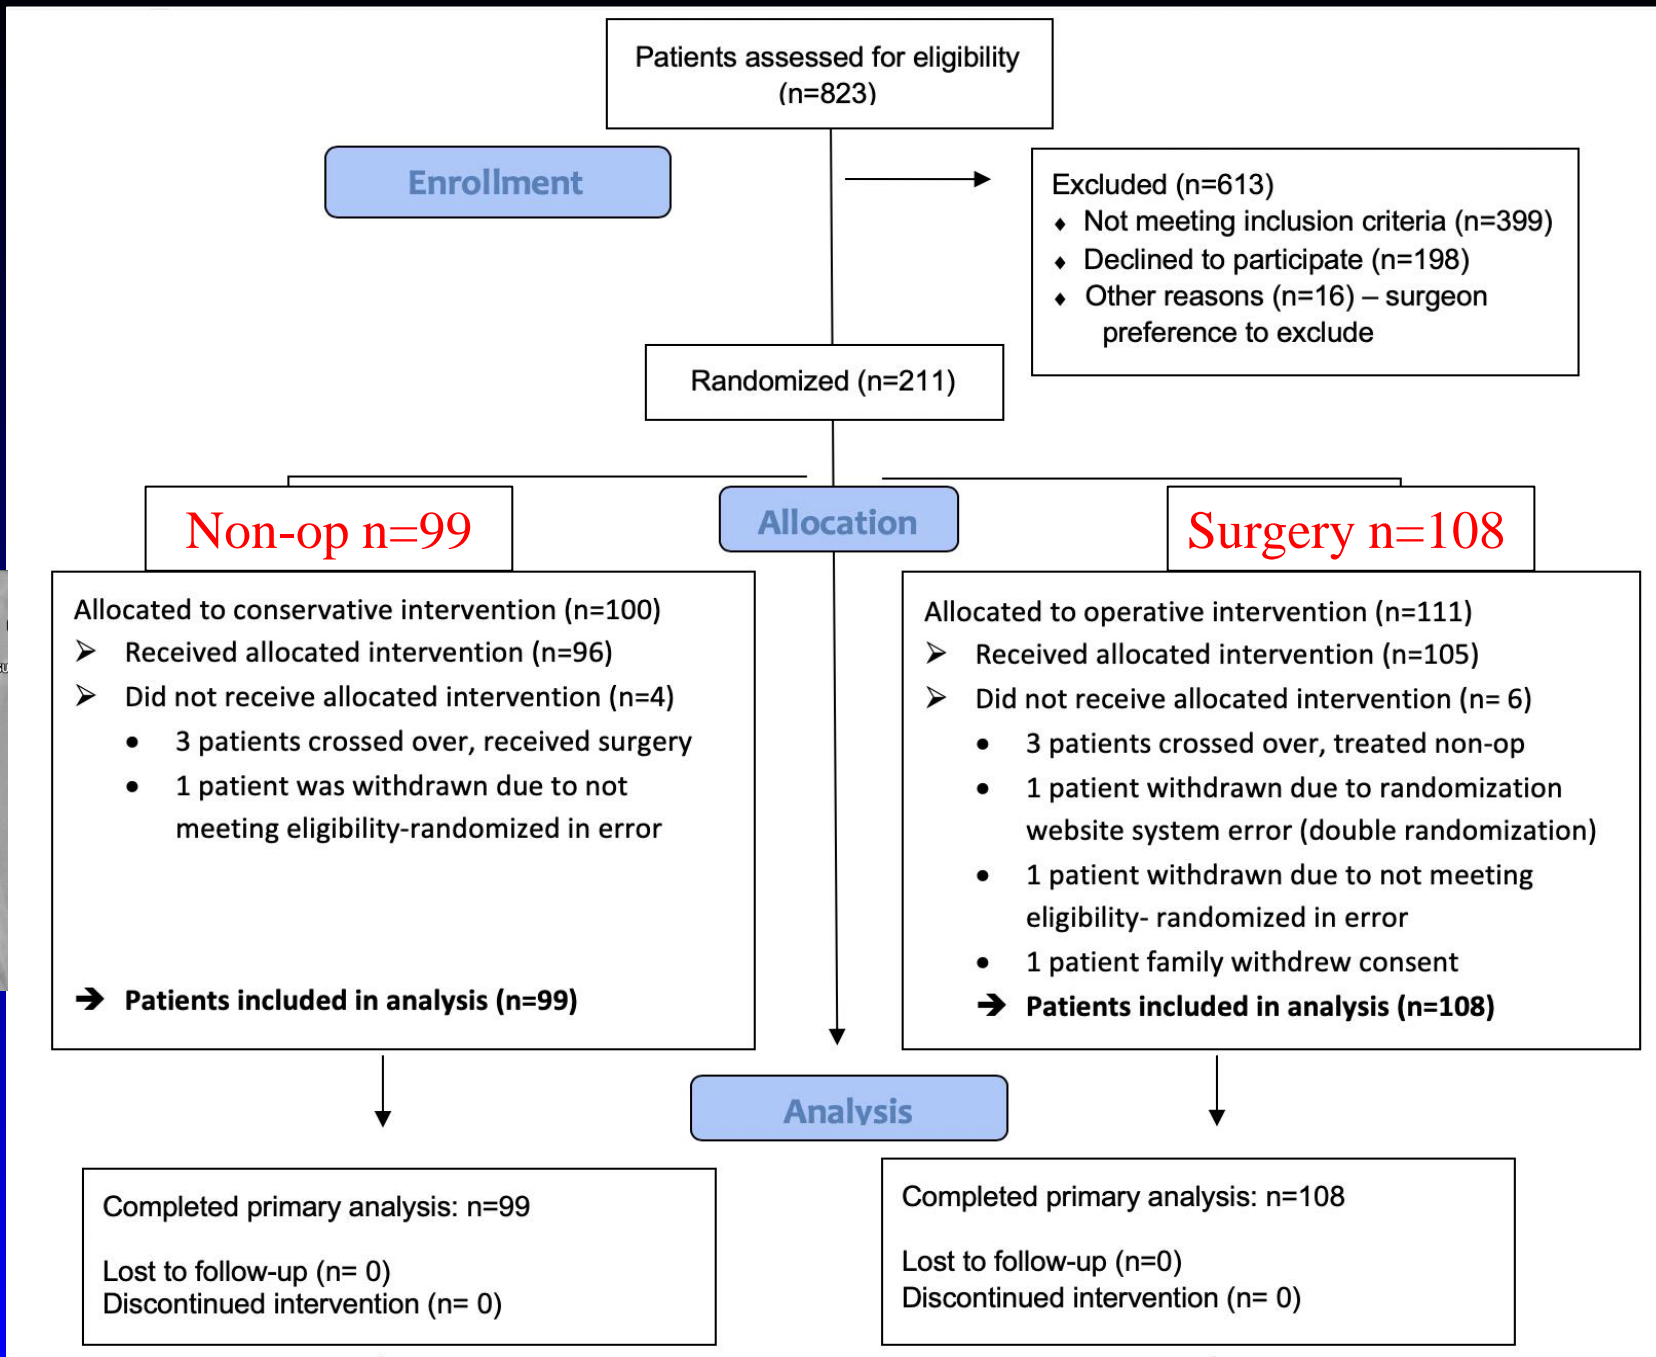 Patients assessed for eligibility
(n=823)
Enrollment
Excluded (n=613)
♦ Not meeting inclusion criteria (n=399)
♦ Declined to participate (n=198)
♦ Other reasons (n=16) – surgeon
preference to exclude
Randomized (n=211)
Non-op n=99
Allocation
Surgery n=108
Allocated to conservative intervention (n=100)
➢ Received allocated intervention (n=96)
➢ Did not receive allocated intervention (n=4)
• 3 patients crossed over, received surgery
• 1 patient was withdrawn due to not
meeting eligibility-randomized in error
➔ Patients included in analysis (n=99)
Allocated to operative intervention (n=111)
➢ Received allocated intervention (n=105)
➢ Did not receive allocated intervention (n= 6)
• 3 patients crossed over, treated non-op
• 1 patient withdrawn due to randomization
website system error (double randomization)
• 1 patient withdrawn due to not meeting
eligibility- randomized in error
• 1 patient family withdrew consent
➔ Patients included in analysis (n=108)
Analysis
Completed primary analysis: n=99
Lost to follow-up (n= 0)
Discontinued intervention (n= 0)
Completed primary analysis: n=108
Lost to follow-up (n=0)
Discontinued intervention (n= 0)